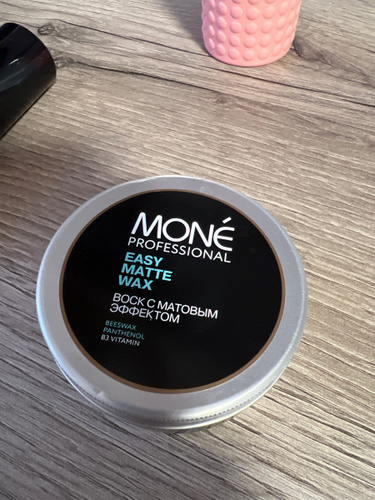 MONÉ
PROFESSIONAL
EASY
MATTE
WAX
ВОСК С МАТОВЫМ
ЭФФЕКТОМ
BEESWAX
PANTHENOL
B3 VITAMIN